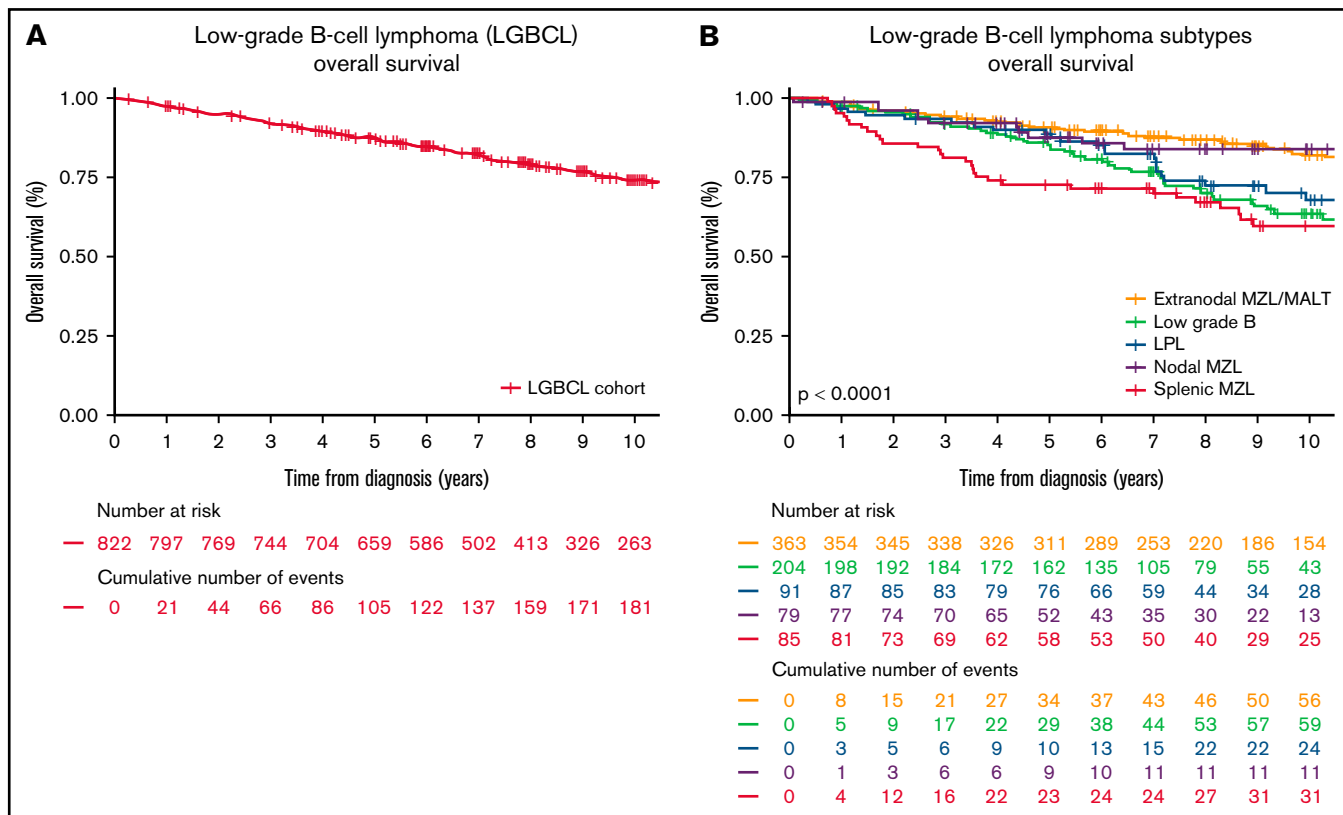 A
Low-grade B-cell lymphoma (LGBCL)
overall survival
1.00
0.75
0.50
0.25
0.00
Overall survival (%)
LGBCL cohort
0 1 2 3 4 5 6 7 8 9 10
Time from diagnosis (years)
Number at risk
822 797 769 744 704 659 586 502 413 326 263
Cumulative number of events
0 21 44 66 86 105 122 137 159 171 181
B
Low-grade B-cell lymphoma subtypes
overall survival
1.00
0.75
0.50
0.25
0.00
Overall survival (%)
Extranodal MZL/MALT
Low grade B
LPL
Nodal MZL
Splenic MZL
p < 0.0001
0 1 2 3 4 5 6 7 8 9 10
Time from diagnosis (years)
Number at risk
363 354 345 338 326 311 289 253 220 186 154
204 198 192 184 172 162 135 105 79 55 43
91 87 85 83 79 76 66 59 44 34 28
79 77 74 70 65 52 43 35 30 22 13
85 81 73 69 62 58 53 50 40 29 25
Cumulative number of events
0 8 15 21 27 34 37 43 46 50 56
0 5 9 17 22 29 38 44 53 57 59
0 3 5 6 9 10 13 15 22 22 24
0 1 3 6 6 9 10 11 11 11 11
0 4 12 16 22 23 24 24 27 31 31